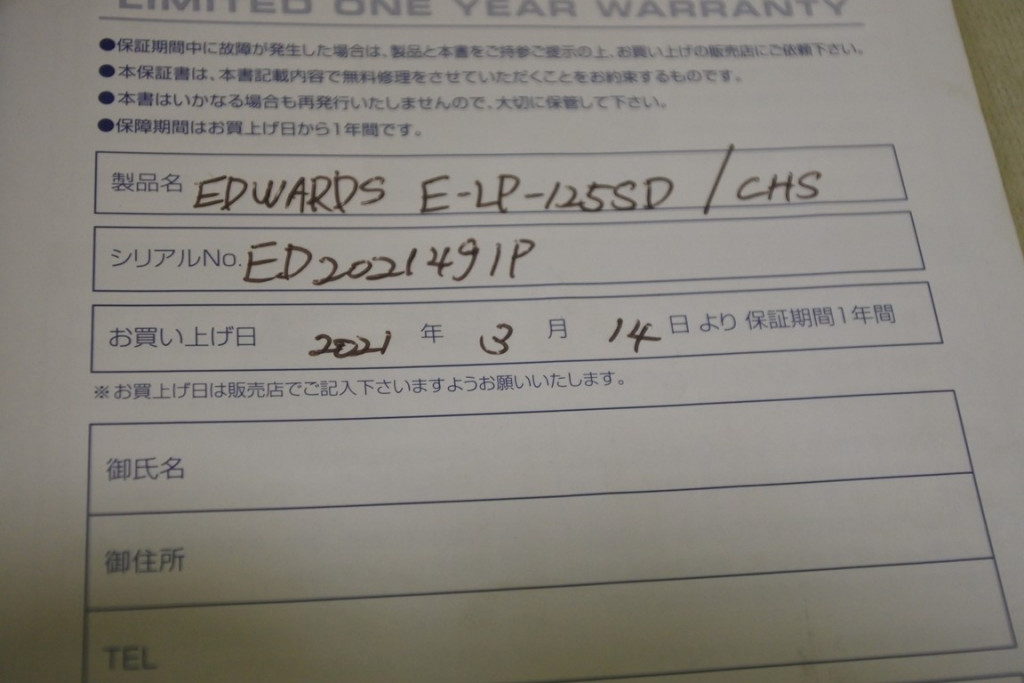 LIMITED ONE YEAR WARRANTY
●保証期間中に故障が発生した場合は、製品と本書をご持参ご提示の上、お買い上げの販売店にご依頼下さい。
●本保証書は、本書記載内容で無料修理をさせていただくことをお約束するものです。
●本書はいかなる場合も再発行いたしませんので、大切に保管して下さい。
●保障期間はお買上げ日から1年間です。
製品名 EDWARDS E-LP-125SD / CHS
シリアルNo. ED2021491P
お買い上げ日 2021 年 3 月 14 日 より 保証期間1年間
※お買上げ日は販売店でご記入下さいますようお願いいたします。
御氏名
御住所
TEL